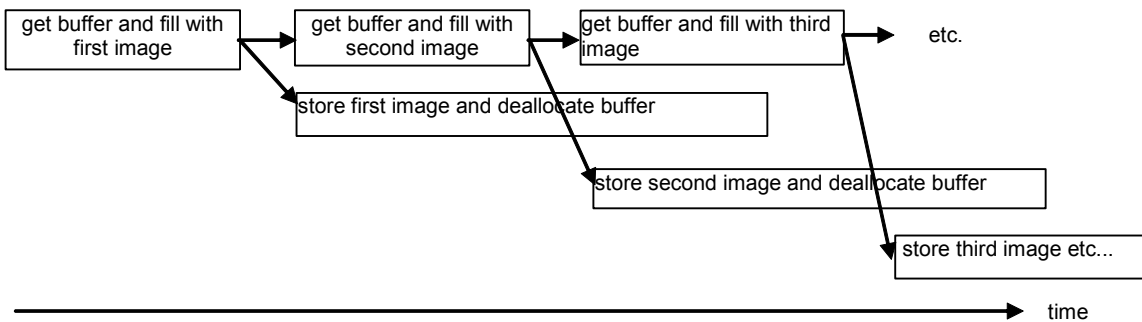 get buffer and fill with
first image
get buffer and fill with
second image
get buffer and fill with third
image
etc.
store first image and deallocate buffer
store second image and deallocate buffer
store third image etc...
time